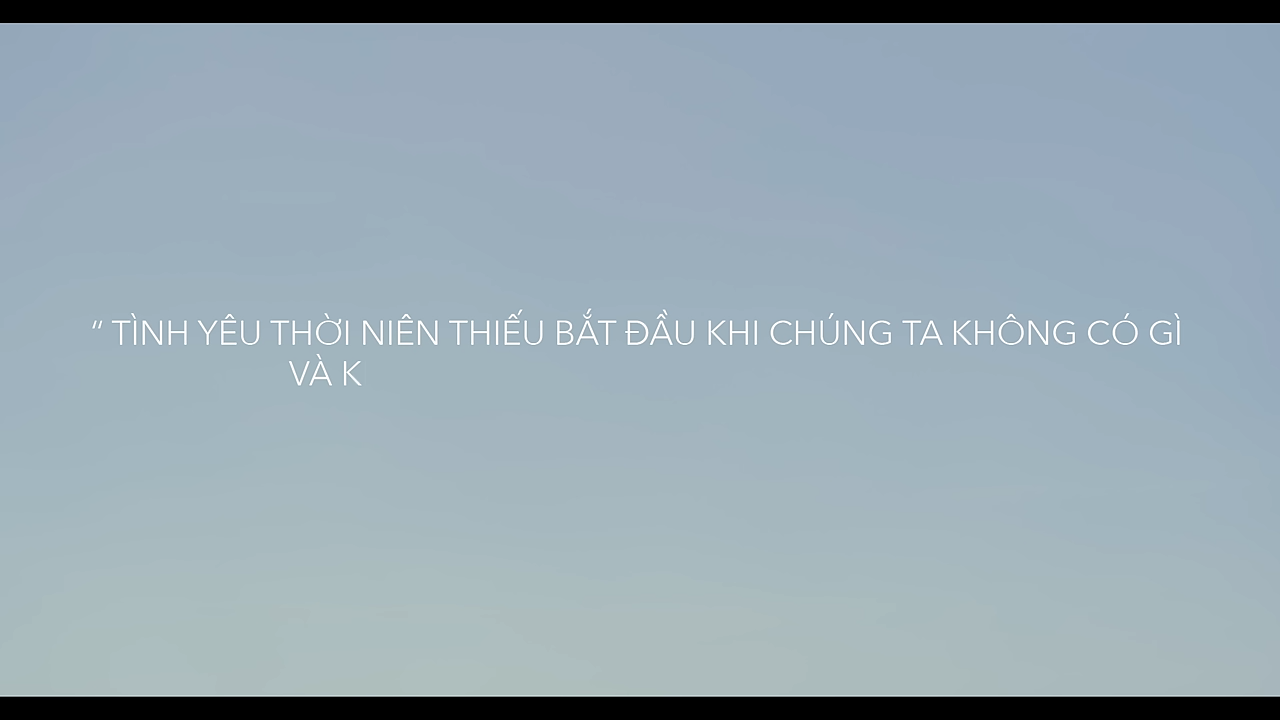 “ TÌNH YÊU THỜI NIÊN THIẾU BẮT ĐẦU KHI CHÚNG TA KHÔNG CÓ GÌ
VÀ K